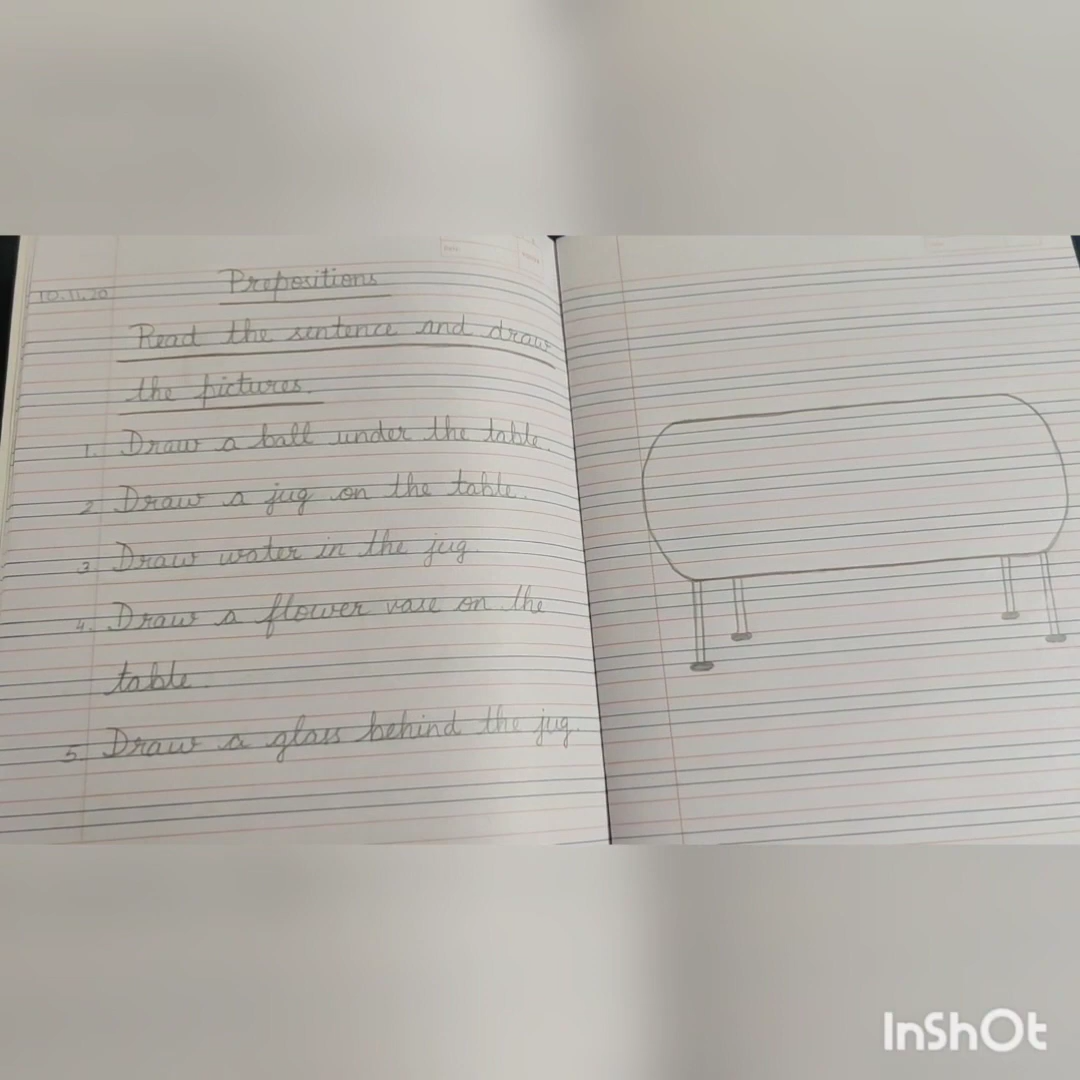 Prepositions
10.11.20
Read the sentence and draw
the pictures.
1. Draw a ball under the table.
2. Draw a jug on the table.
3. Draw water in the jug.
4. Draw a flower vase on the
table.
5. Draw a glass behind the jug.
InShOt